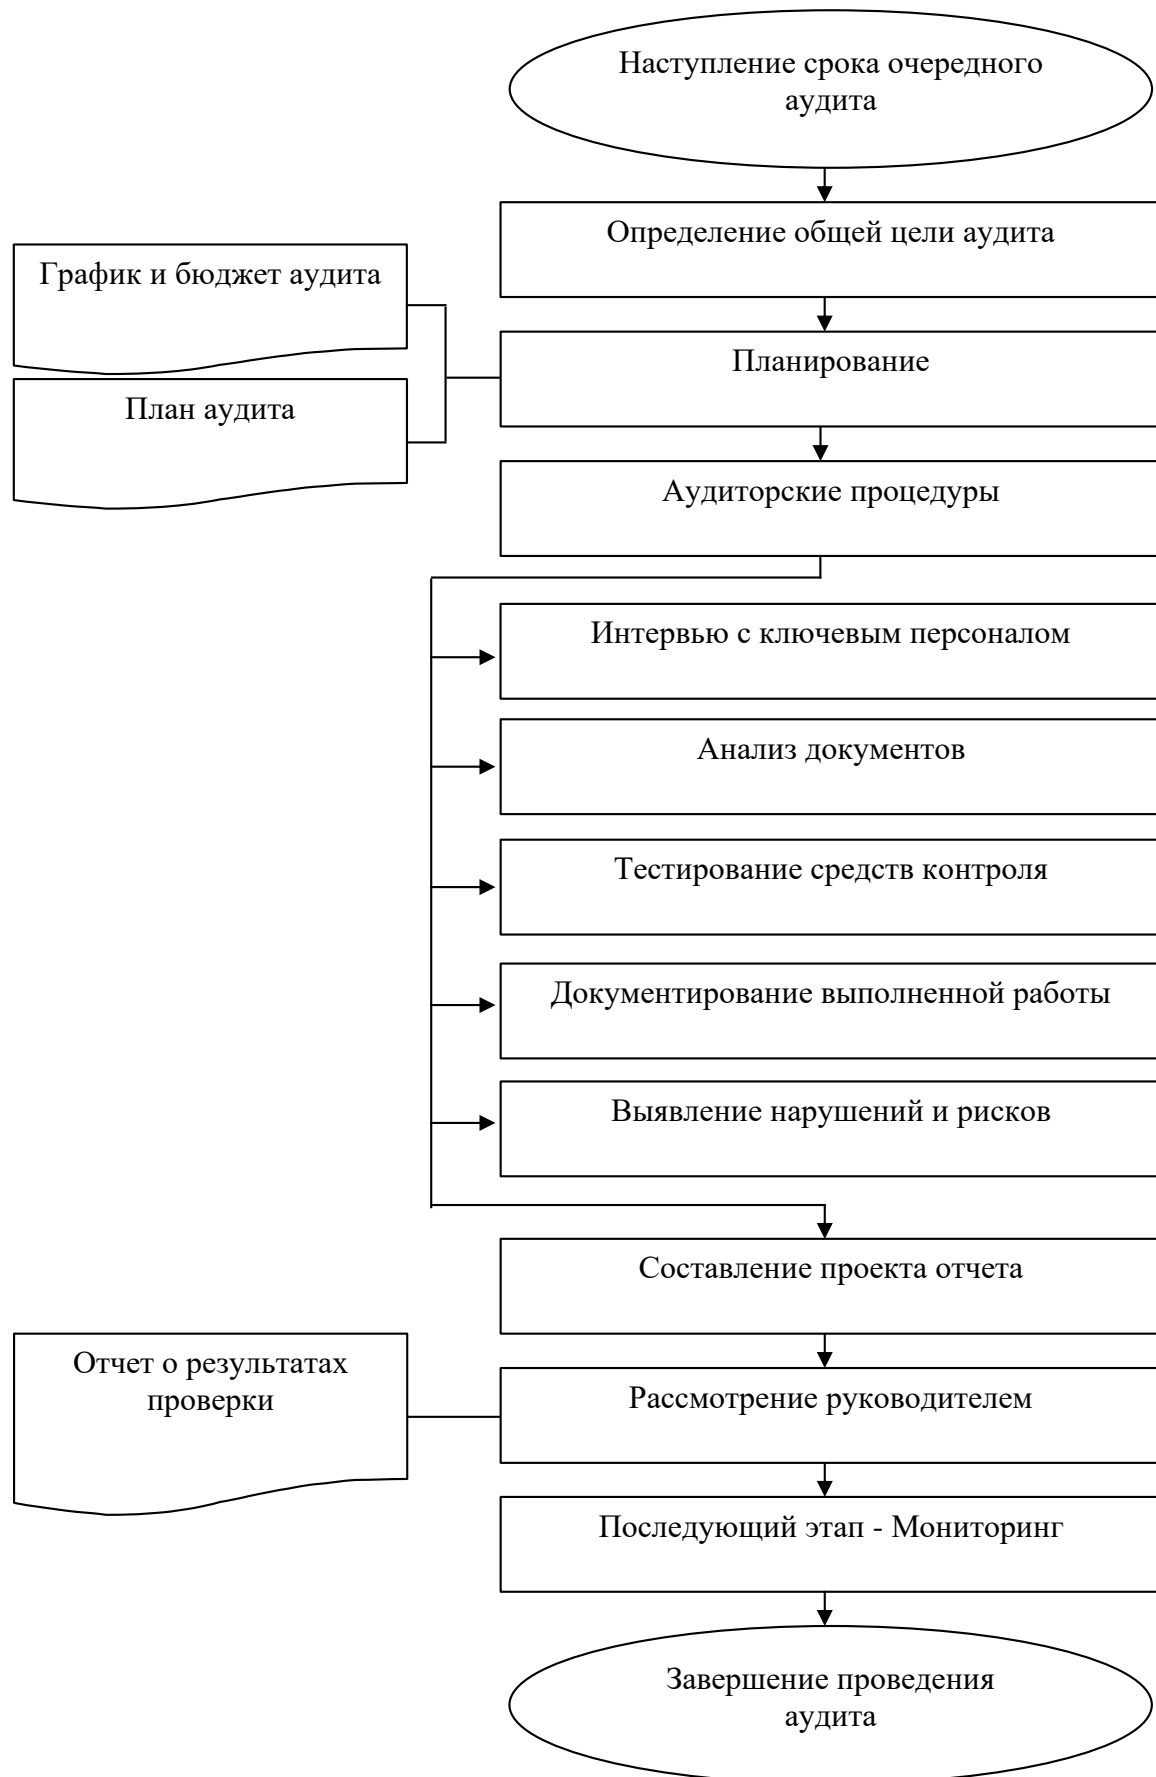 Наступление срока очередного
аудита
Определение общей цели аудита
График и бюджет аудита
Планирование
План аудита
Аудиторские процедуры
Интервью с ключевым персоналом
Анализ документов
Тестирование средств контроля
Документирование выполненной работы
Выявление нарушений и рисков
Составление проекта отчета
Отчет о результатах
проверки
Рассмотрение руководителем
Последующий этап - Мониторинг
Завершение проведения
аудита